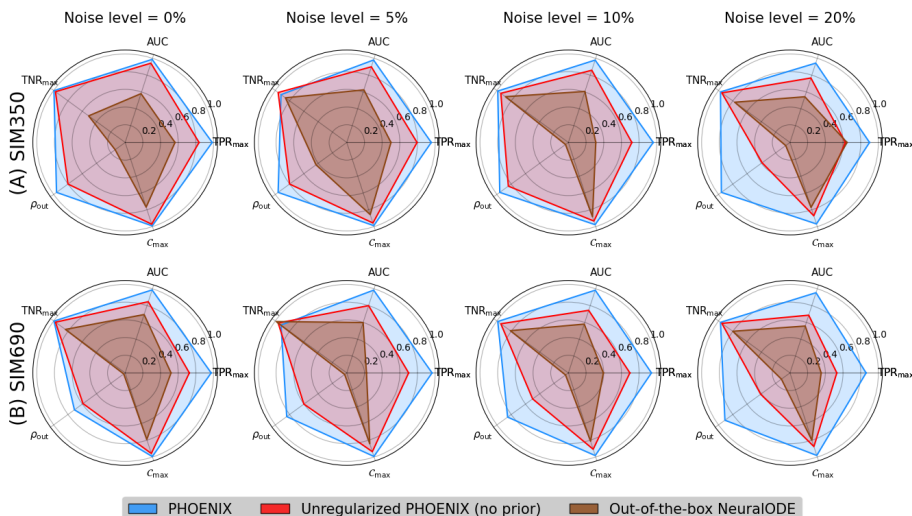 Noise level = 0% Noise level = 5% Noise level = 10% Noise level = 20%
(A) SIM350
AUC AUC AUC AUC
TNRmax TNRmax TNRmax TNRmax
1.0 1.0 1.0 1.0
0.8 0.8 0.8 0.8
0.6 0.6 0.6 0.6
0.4 0.4 0.4 0.4
0.2 0.2 0.2 0.2
TPRmax TPRmax TPRmax TPRmax
ρout ρout ρout ρout
Cmax Cmax Cmax Cmax
(B) SIM690
AUC AUC AUC AUC
TNRmax TNRmax TNRmax TNRmax
1.0 1.0 1.0 1.0
0.8 0.8 0.8 0.8
0.6 0.6 0.6 0.6
0.4 0.4 0.4 0.4
0.2 0.2 0.2 0.2
TPRmax TPRmax TPRmax TPRmax
ρout ρout ρout ρout
Cmax Cmax Cmax Cmax
PHOENIX Unregularized PHOENIX (no prior) Out-of-the-box NeuralODE